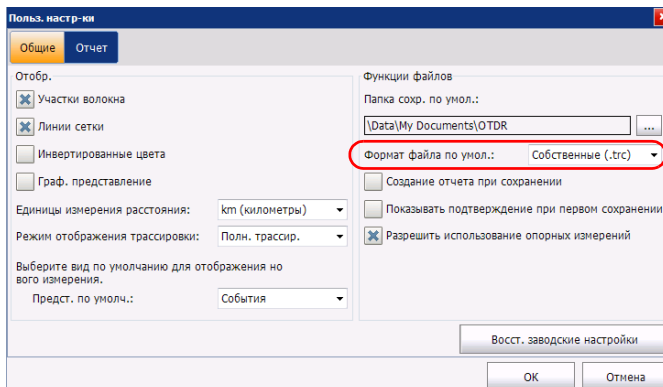 Польз. настр-ки
Общие
Отчет
Отобр.
Участки волокна
Линии сетки
Инвертированные цвета
Граф. представление
Единицы измерения расстояния: km (километры)
Режим отображения трассировки: Полн. трассир.
Выберите вид по умолчанию для отображения но
вого измерения.
Предст. по умолч.: События
Функции файлов
Папка сохр. по умол.:
\Data\My Documents\OTDR ...
Формат файла по умол.: Собственные (.trc)
Создание отчета при сохранении
Показывать подтверждение при первом сохранении
Разрешить использование опорных измерений
Восст. заводские настройки
OK
Отмена